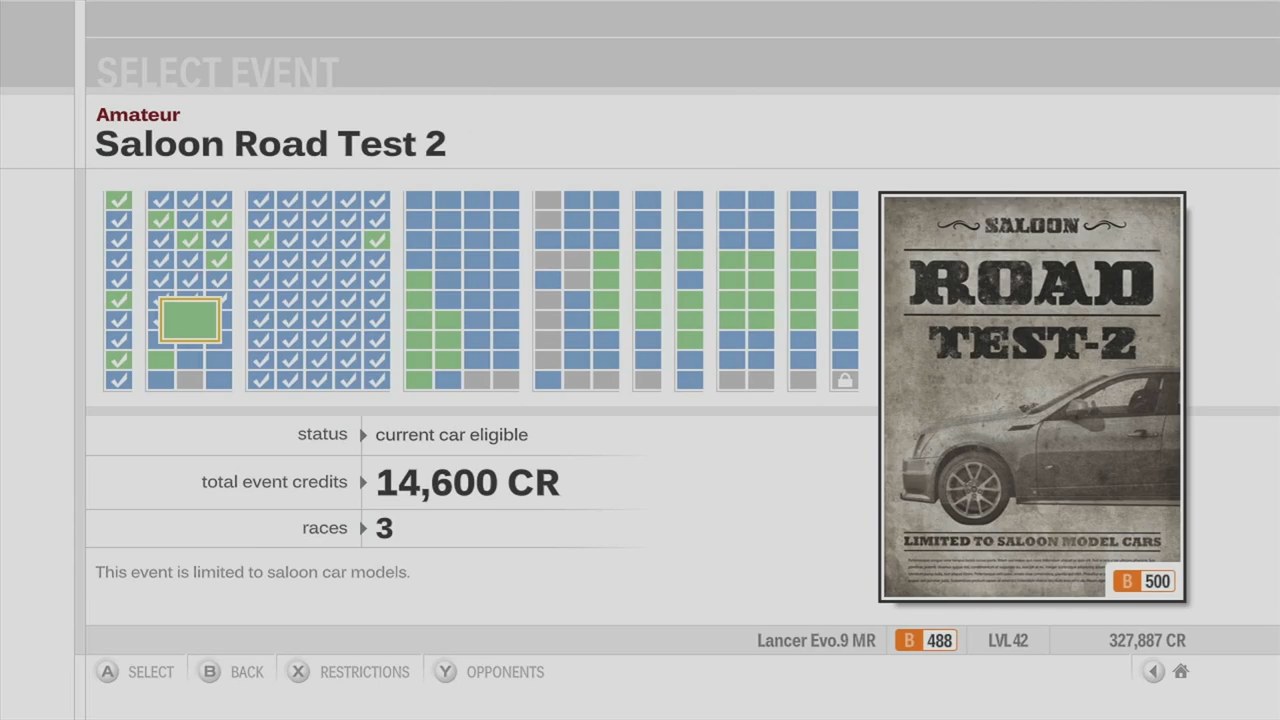 SELECT EVENT
Amateur
Saloon Road Test 2
SALOON
ROAD
TEST-2
LIMITED TO SALOON MODEL CARS
B 500
status current car eligible
total event credits 14,600 CR
races 3
This event is limited to saloon car models.
Lancer Evo.9 MR B 488 LVL 42 327,887 CR
A SELECT B BACK X RESTRICTIONS Y OPPONENTS